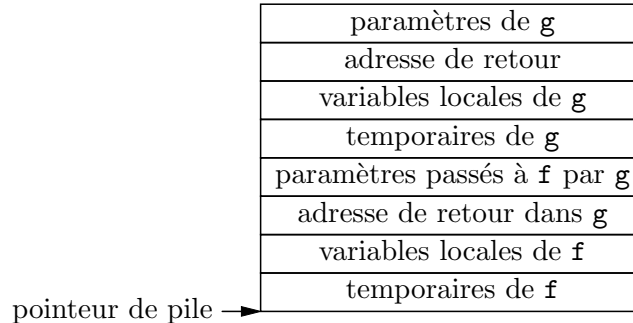 paramètres de g
adresse de retour
variables locales de g
temporaires de g
paramètres passés à f par g
adresse de retour dans g
variables locales de f
temporaires de f
pointeur de pile